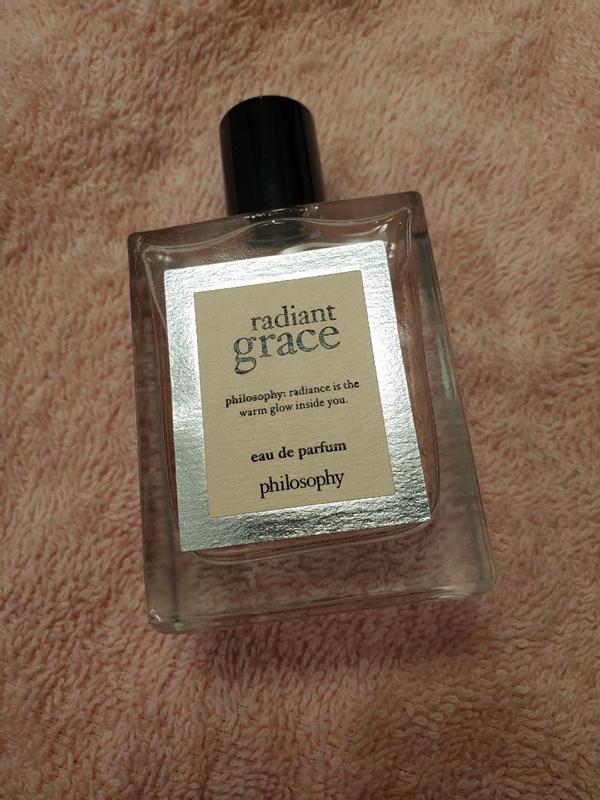 radiant
grace
philosophy: radiance is the
warm glow inside you.
eau de parfum
philosophy